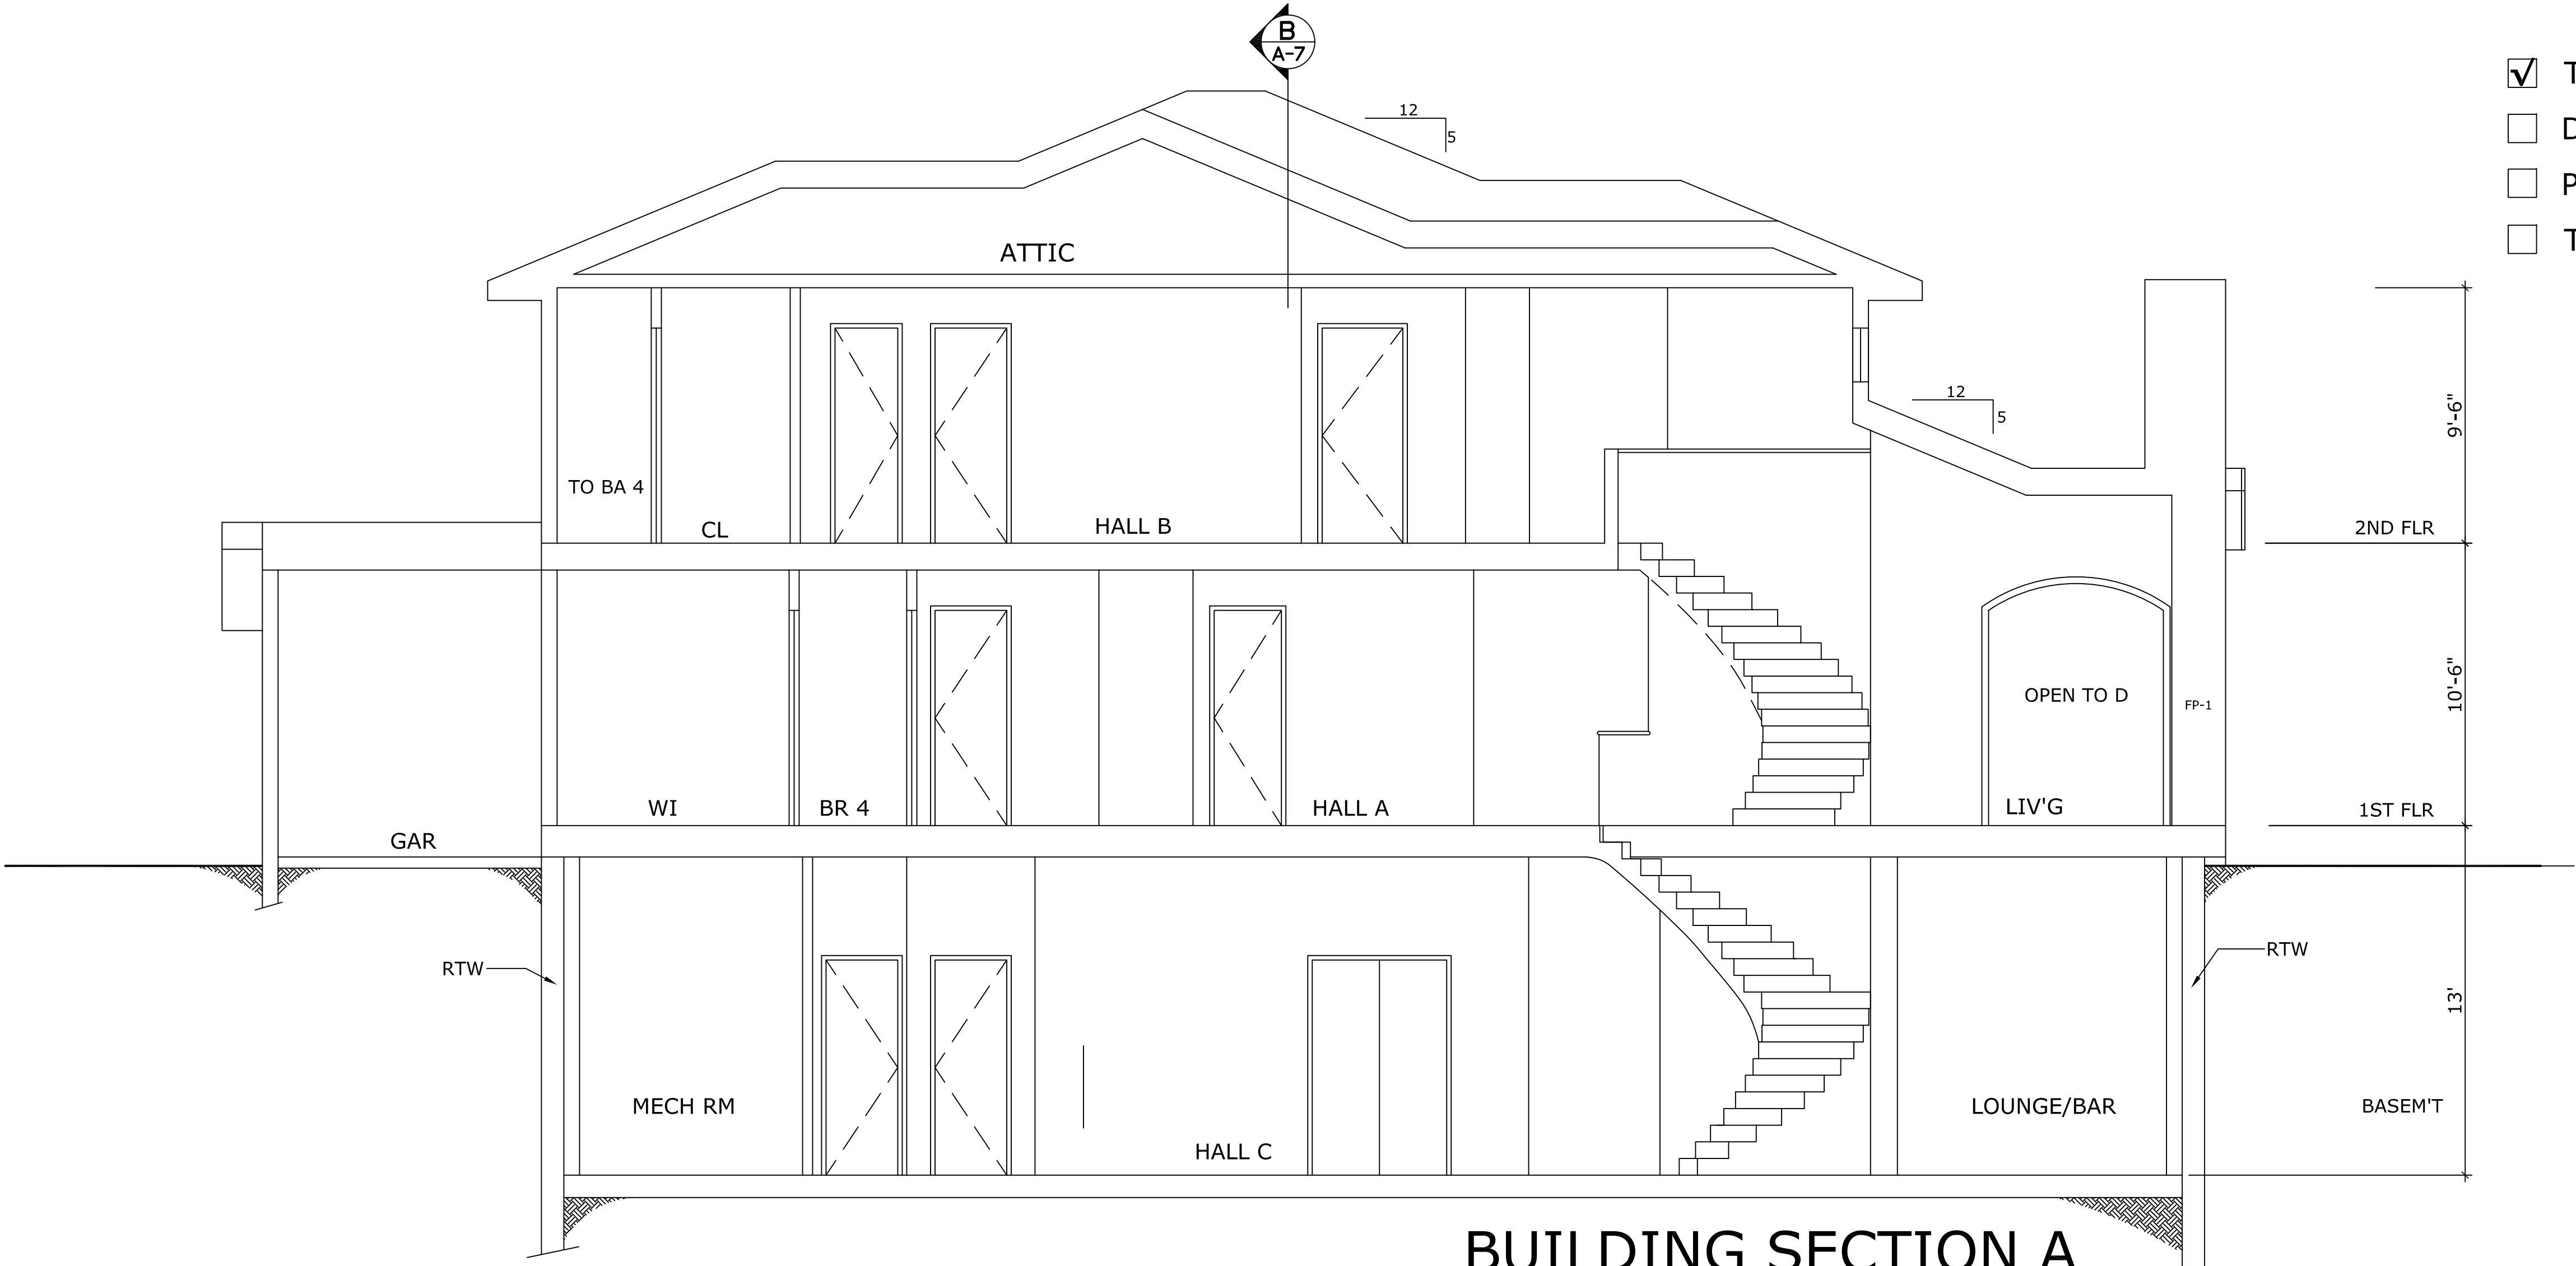 B
A-7
√ T
D
P
T
12
5
ATTIC
12
5
9'-6"
TO BA 4
CL
HALL B
2ND FLR
10'-6"
OPEN TO D
FP-1
WI
BR 4
HALL A
LIV'G
1ST FLR
GAR
RTW
RTW
13'
MECH RM
LOUNGE/BAR
BASEM'T
HALL C
BUILDING SECTION A